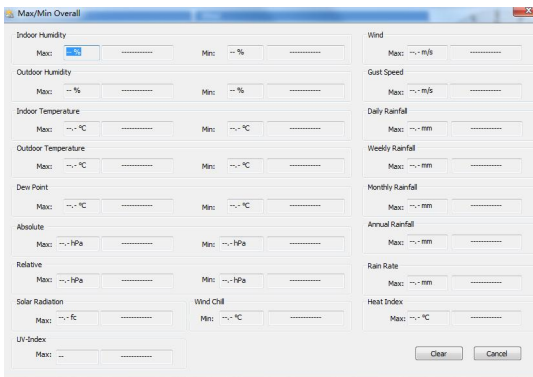 Max/Min Overall
Indoor Humidity
Max: -- % ------------ Min: -- % ------------
Outdoor Humidity
Max: -- % ------------ Min: -- % ------------
Indoor Temperature
Max: --.- °C ------------ Min: --.- °C ------------
Outdoor Temperature
Max: --.- °C ------------ Min: --.- °C ------------
Dew Point
Max: --.- °C ------------ Min: --.- °C ------------
Absolute
Max: --.- hPa ------------ Min: --.- hPa ------------
Relative
Max: --.- hPa ------------ Min: --.- hPa ------------
Solar Radiation
Max: --.- fc ------------
Wind Chill
Min: --.- °C ------------
UV-Index
Max: -- ------------
Wind
Max: --.- m/s ------------
Gust Speed
Max: --.- m/s ------------
Daily Rainfall
Max: --.- mm ------------
Weekly Rainfall
Max: --.- mm ------------
Monthly Rainfall
Max: --.- mm ------------
Annual Rainfall
Max: --.- mm ------------
Rain Rate
Max: --.- mm ------------
Heat Index
Max: --.- °C ------------
Clear Cancel